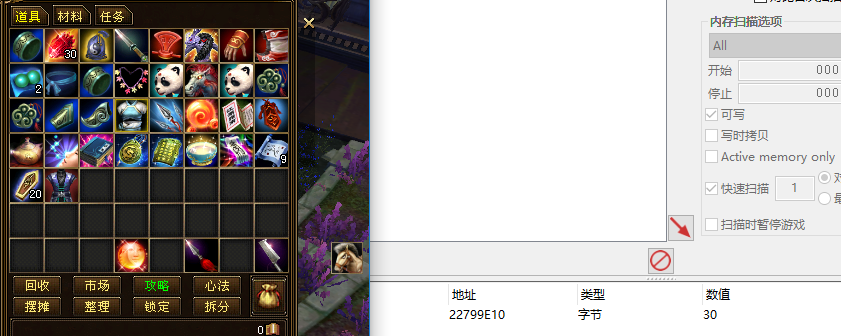 道具 材料 任务
30
2
9
20
回收 市场 攻略 心法
摆摊 整理 锁定 拆分
0
内存扫描选项
All
开始 000
停止 000
可写
写时拷贝
Active memory only
快速扫描 1
扫描时暂停游戏
地址 类型 数值
22799E10 字节 30